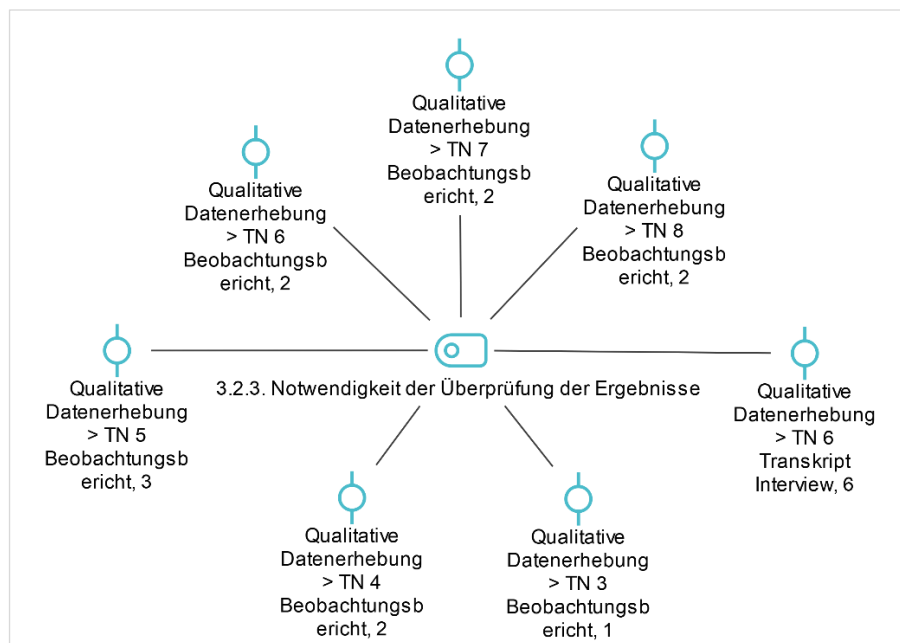 Qualitative
Datenerhebung
> TN 7
Beobachtungsb
ericht, 2
Qualitative
Datenerhebung
> TN 6
Beobachtungsb
ericht, 2
Qualitative
Datenerhebung
> TN 8
Beobachtungsb
ericht, 2
3.2.3. Notwendigkeit der Überprüfung der Ergebnisse
Qualitative
Datenerhebung
> TN 5
Beobachtungsb
ericht, 3
Qualitative
Datenerhebung
> TN 6
Transkript
Interview, 6
Qualitative
Datenerhebung
> TN 4
Beobachtungsb
ericht, 2
Qualitative
Datenerhebung
> TN 3
Beobachtungsb
ericht, 1